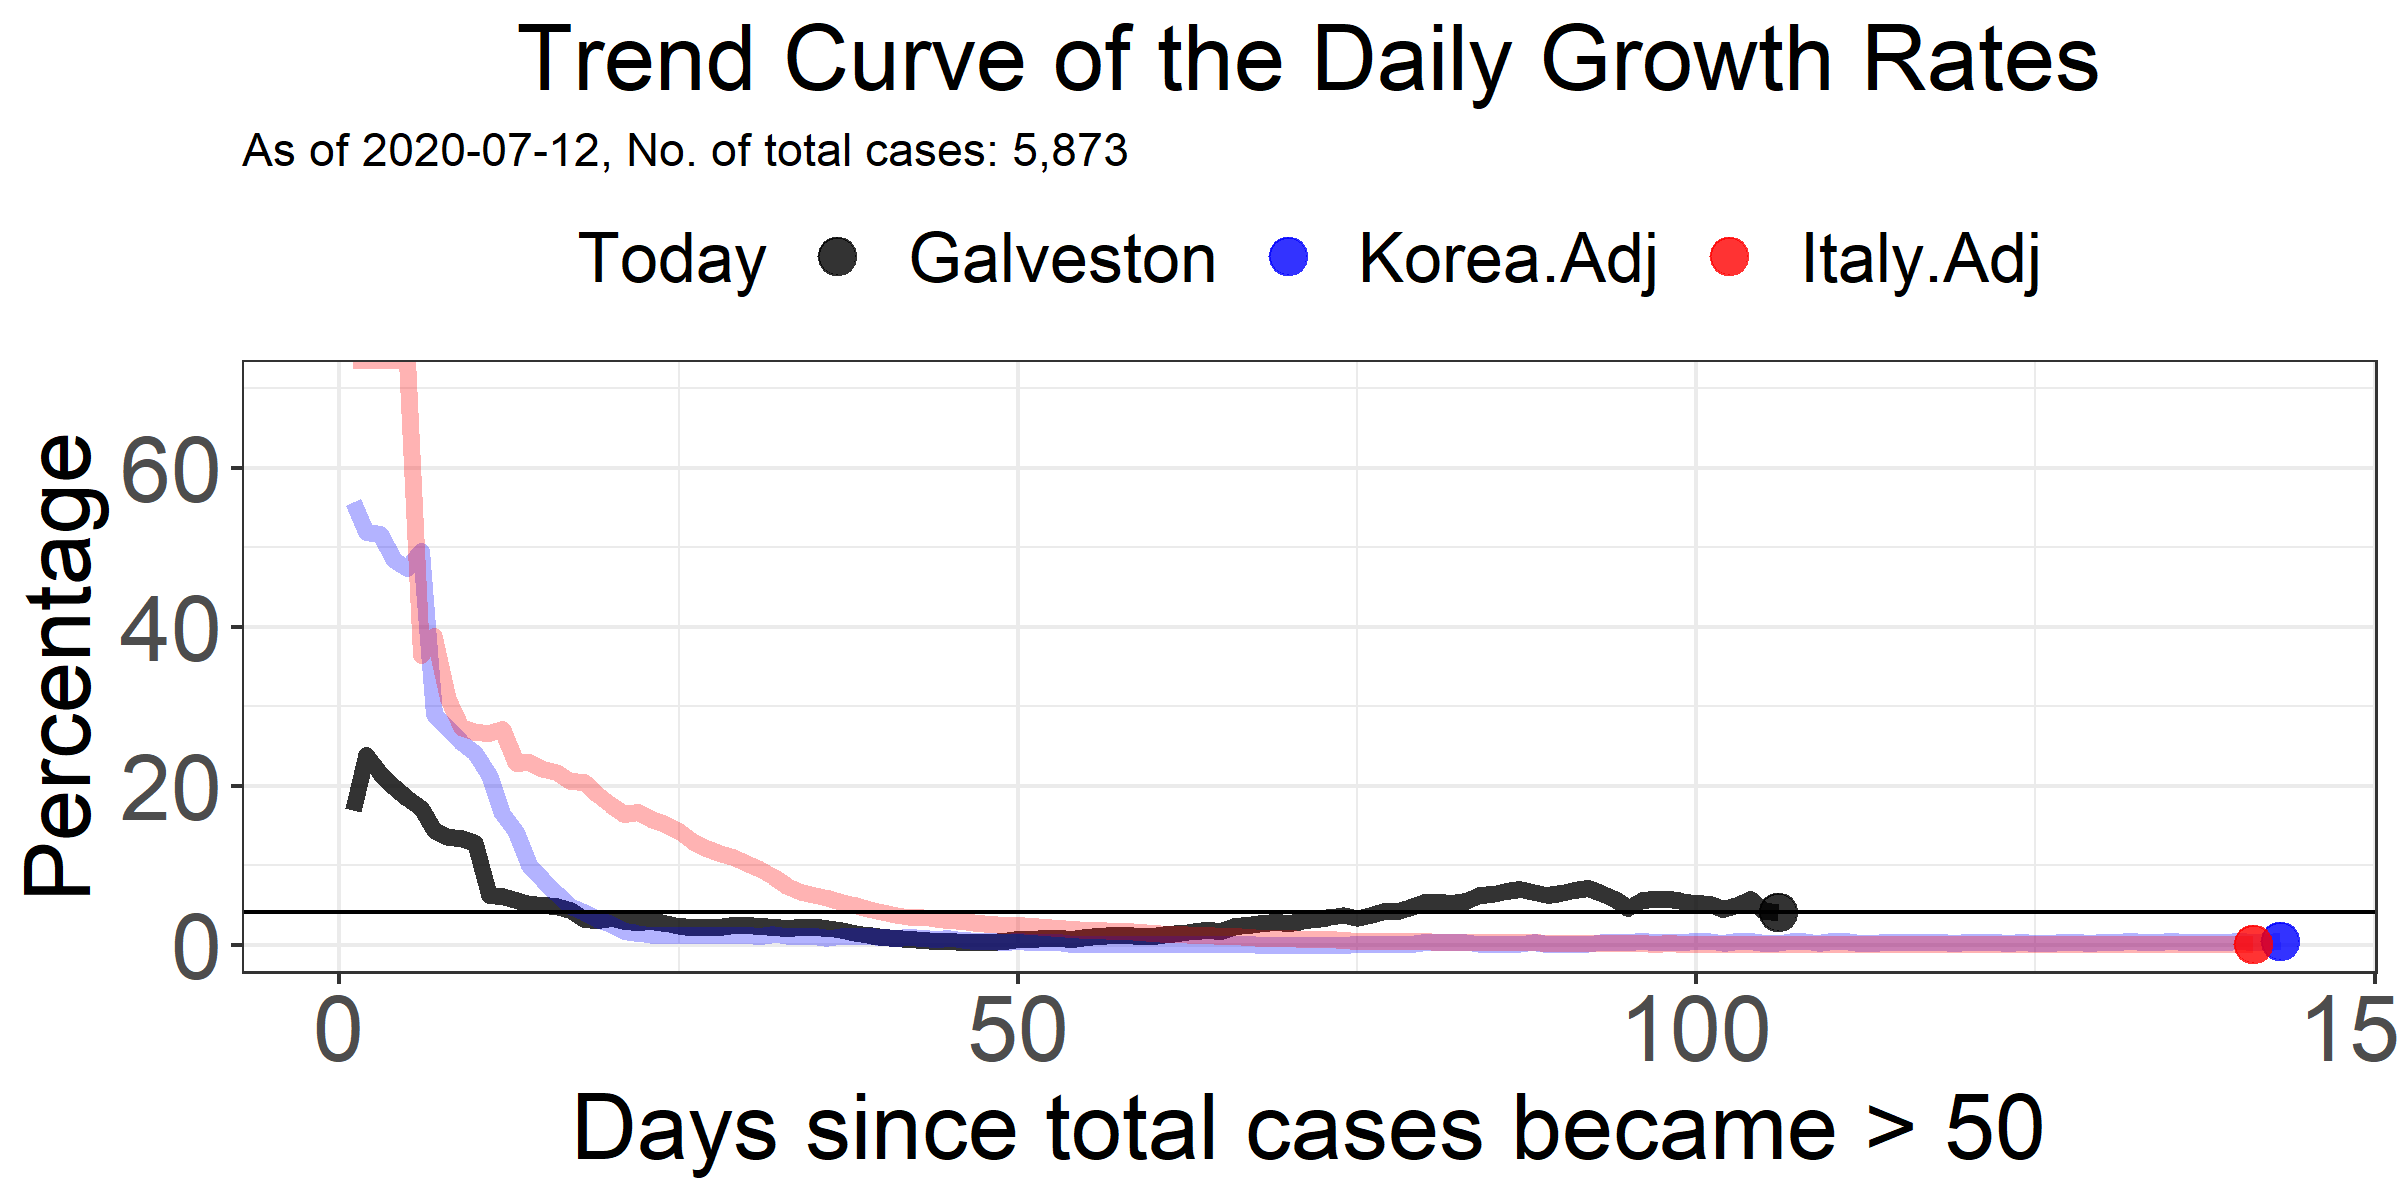 Trend Curve of the Daily Growth Rates
As of 2020-07-12, No. of total cases: 5,873
Today Galveston Korea.Adj Italy.Adj
Percentage
60
40
20
0
0 50 100 15
Days since total cases became > 50